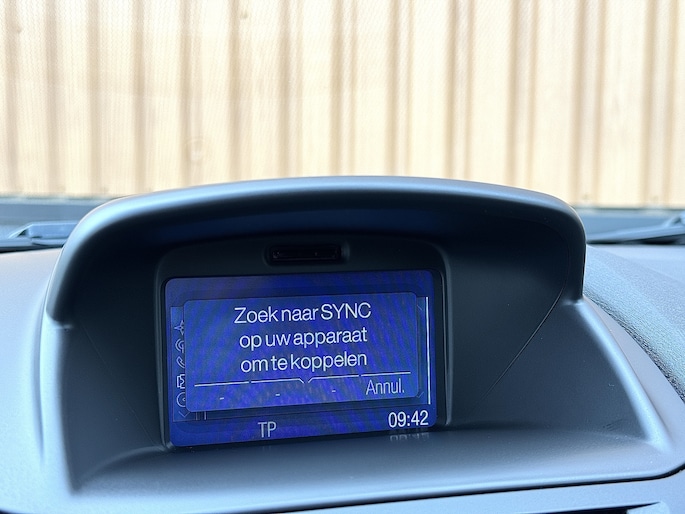 Zoek naar SYNC
op uw apparaat
om te koppelen
- - - Annul.
TP 09:42